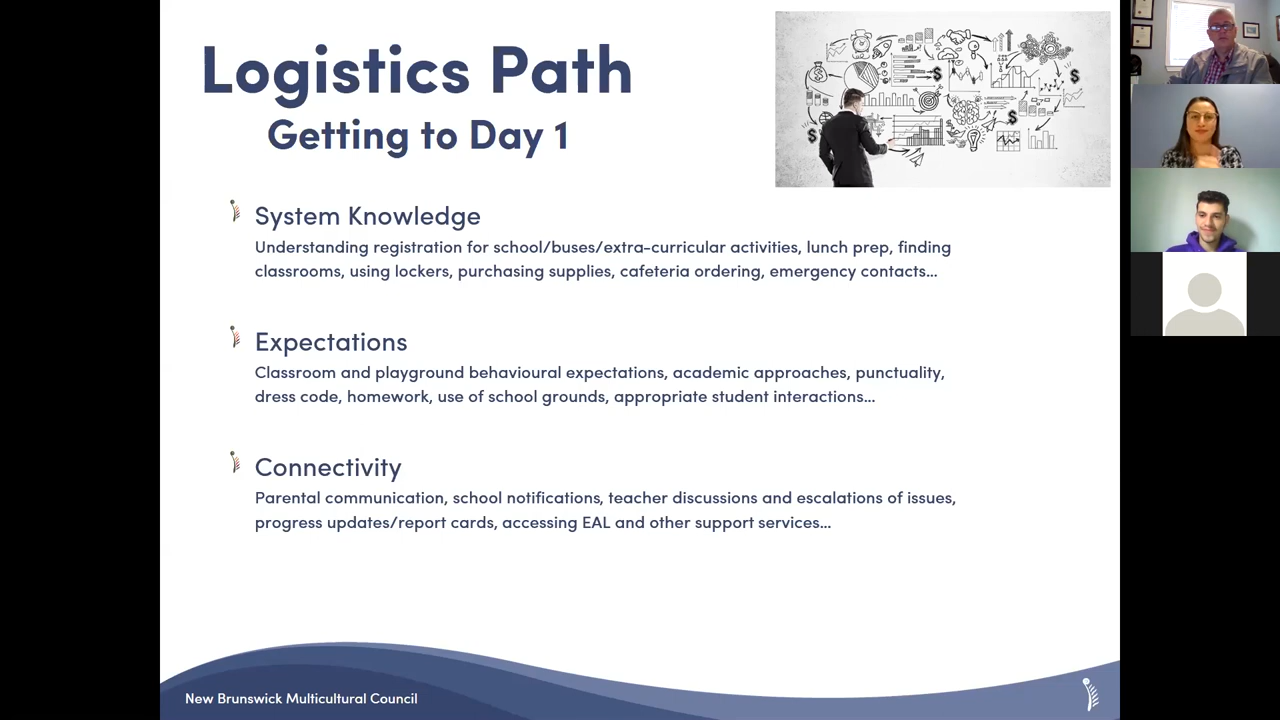 Logistics Path
Getting to Day 1
System Knowledge
Understanding registration for school/buses/extra-curricular activities, lunch prep, finding
classrooms, using lockers, purchasing supplies, cafeteria ordering, emergency contacts...
Expectations
Classroom and playground behavioural expectations, academic approaches, punctuality,
dress code, homework, use of school grounds, appropriate student interactions...
Connectivity
Parental communication, school notifications, teacher discussions and escalations of issues,
progress updates/report cards, accessing EAL and other support services...
New Brunswick Multicultural Council